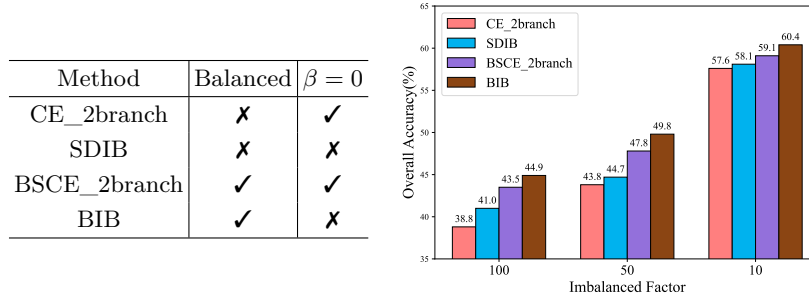 Method Balanced β = 0
CE_2branch ✗ ✓
SDIB ✗ ✗
BSCE_2branch ✓ ✓
BIB ✓ ✗
65
60
55
50
45
40
35
Overall Accuracy(%)
CE_2branch
SDIB
BSCE_2branch
BIB
38.8
41.0
43.5
44.9
43.8
44.7
47.8
49.8
57.6
58.1
59.1
60.4
100
50
10
Imbalanced Factor